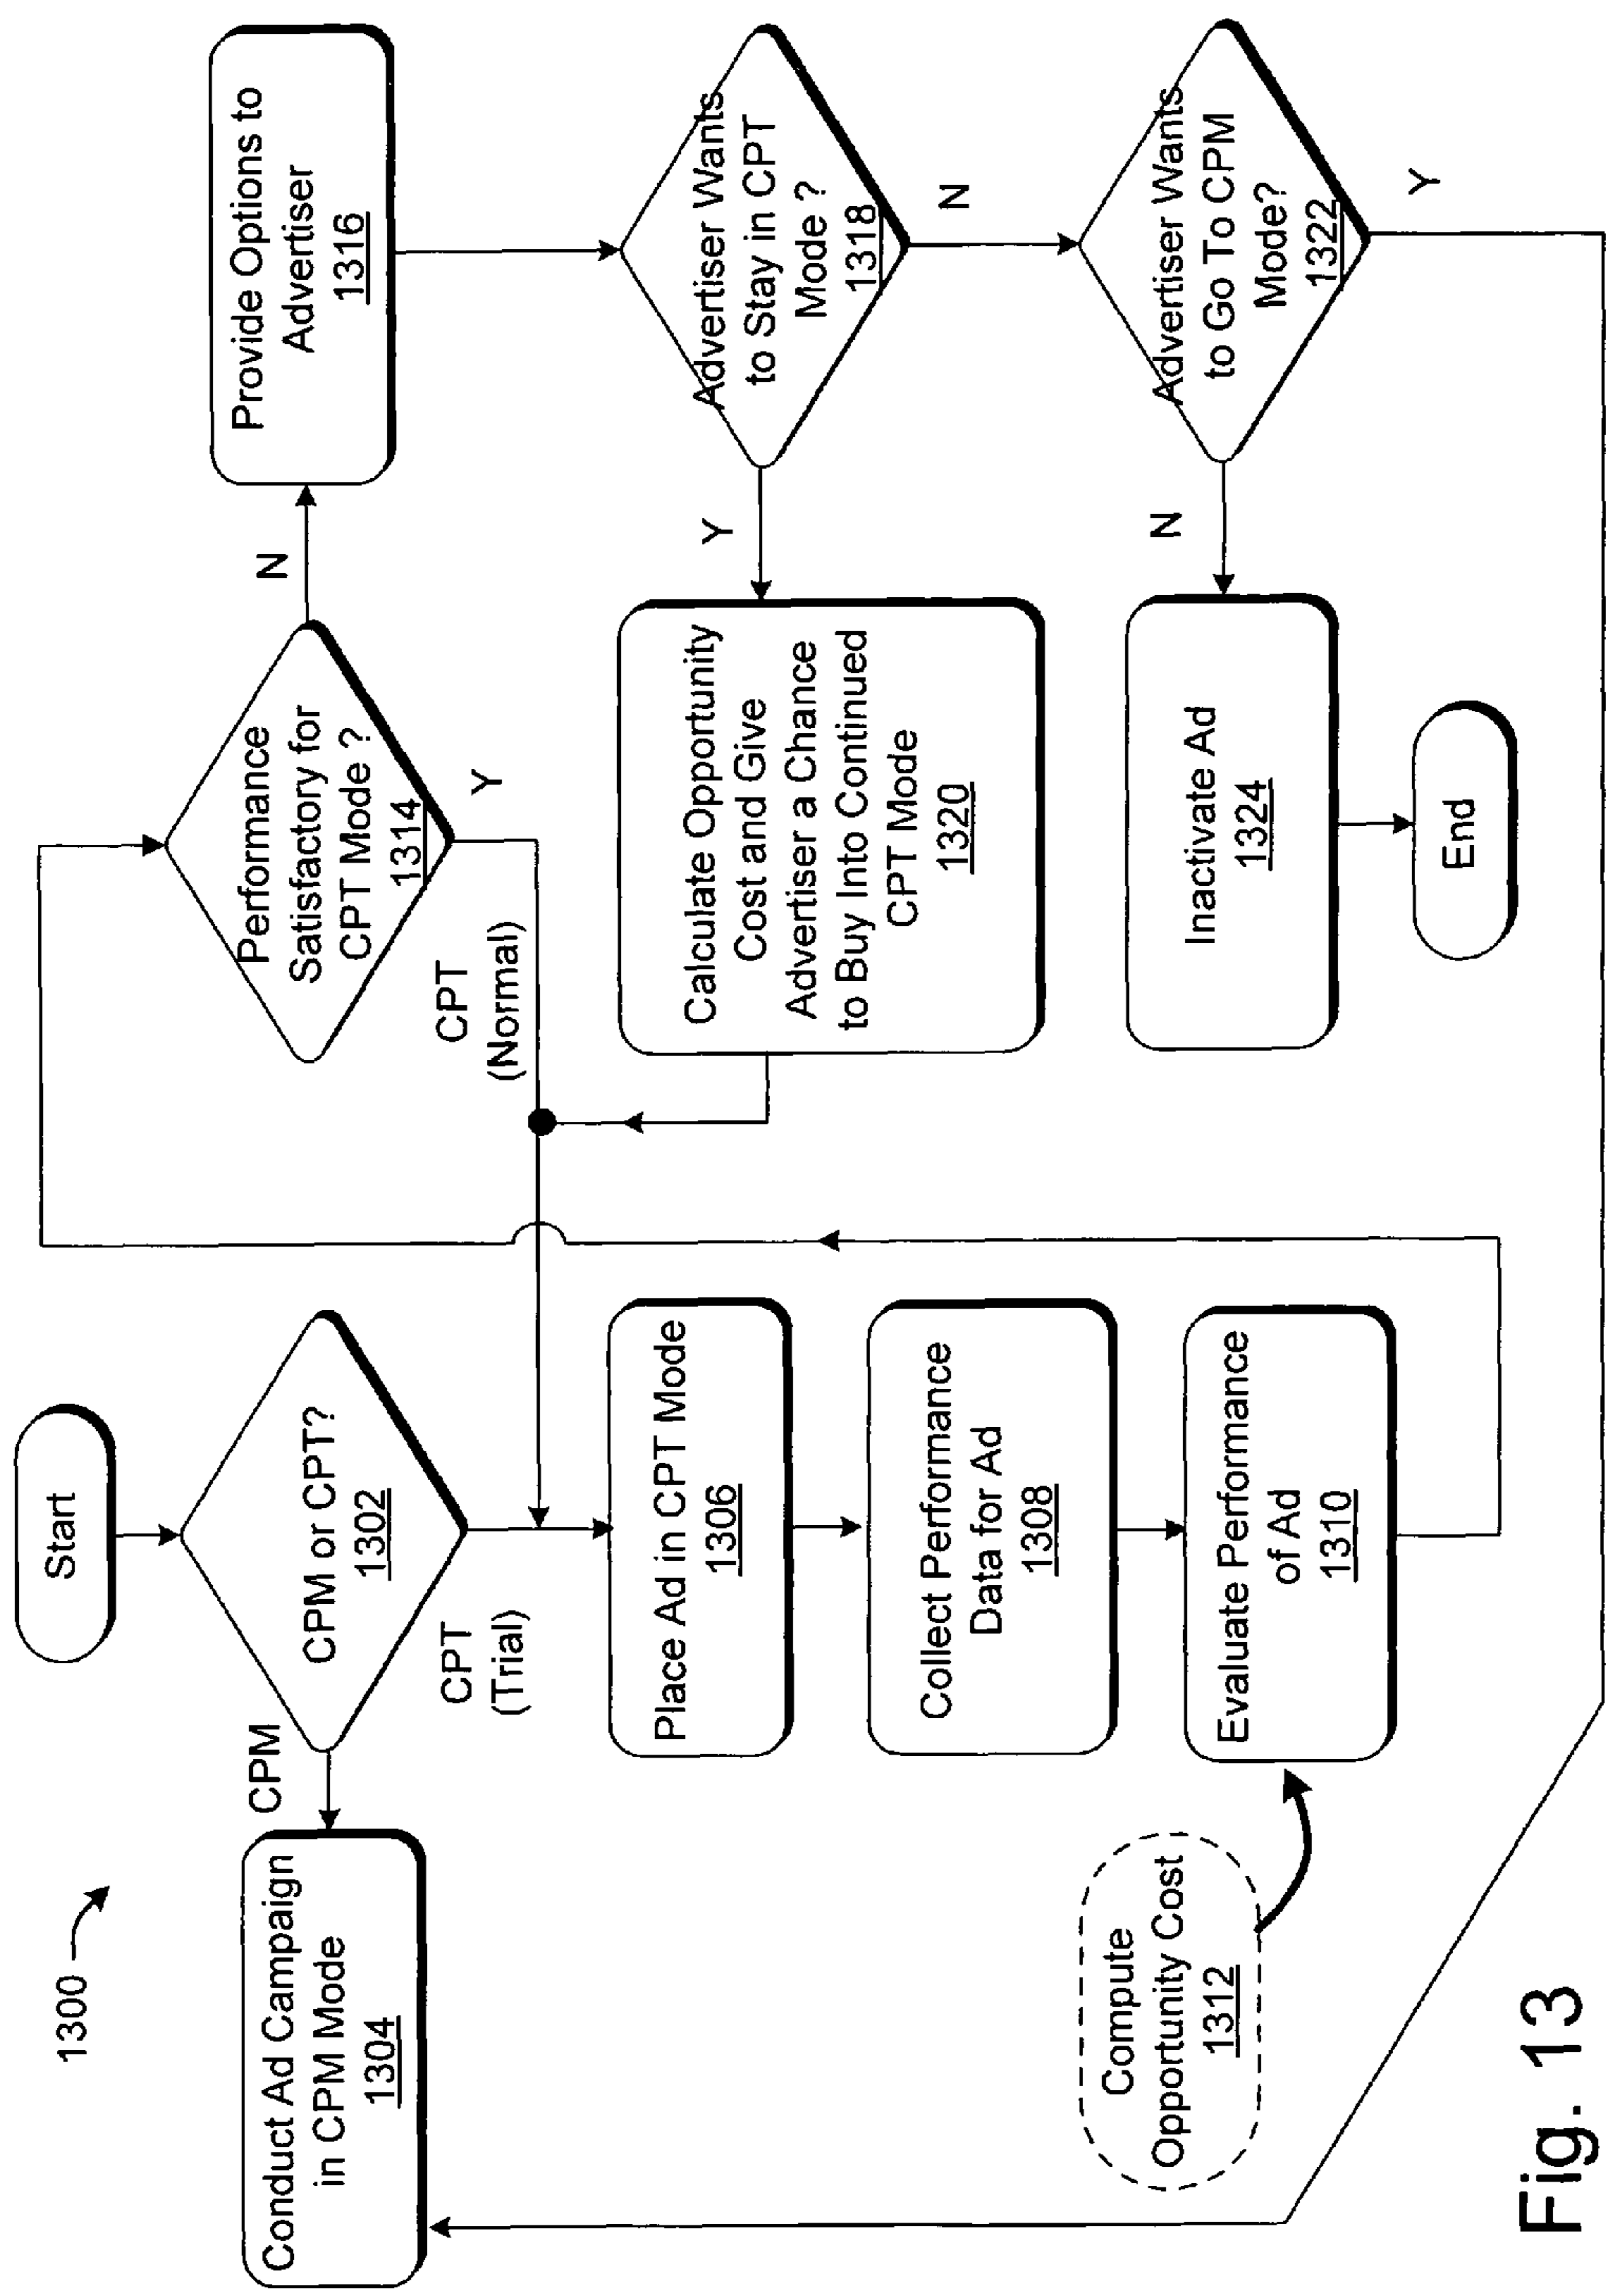 1300
Start
CPM or CPT?
1302
CPM
Conduct Ad Campaign
in CPM Mode
1304
CPT
(Trial)
Place Ad in CPT Mode
1306
Collect Performance
Data for Ad
1308
Evaluate Performance
of Ad
1310
Compute
Opportunity Cost
1312
Performance
Satisfactory for
CPT Mode ?
1314
N
Y
CPT
(Normal)
Provide Options to
Advertiser
1316
Advertiser Wants
to Stay in CPT
Mode ?
1318
Y
N
Calculate Opportunity
Cost and Give
Advertiser a Chance
to Buy Into Continued
CPT Mode
1320
Advertiser Wants
to Go To CPM
Mode?
1322
N
Y
Inactivate Ad
1324
End
Fig. 13